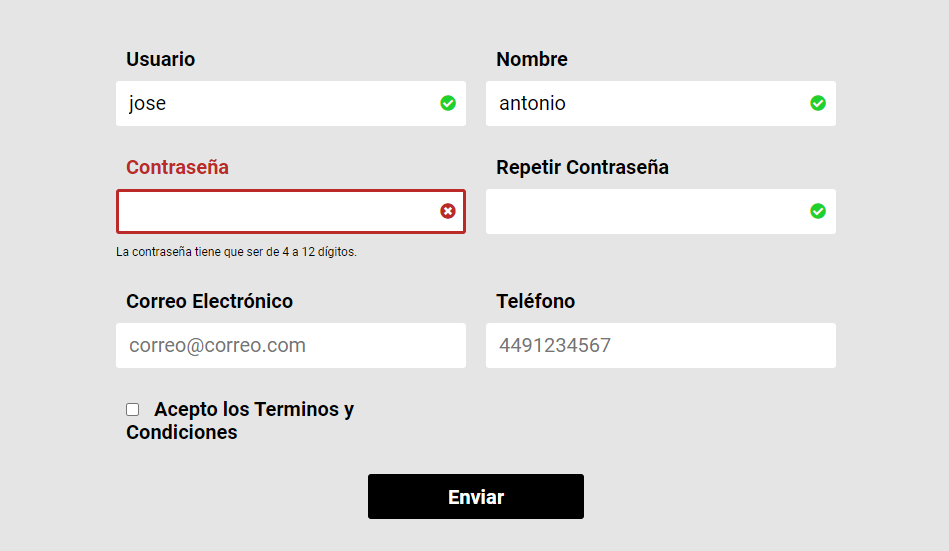 Usuario
Nombre
jose
antonio
Contraseña
Repetir Contraseña
La contraseña tiene que ser de 4 a 12 dígitos.
Correo Electrónico
Teléfono
correo@correo.com
4491234567
Acepto los Terminos y
Condiciones
Enviar